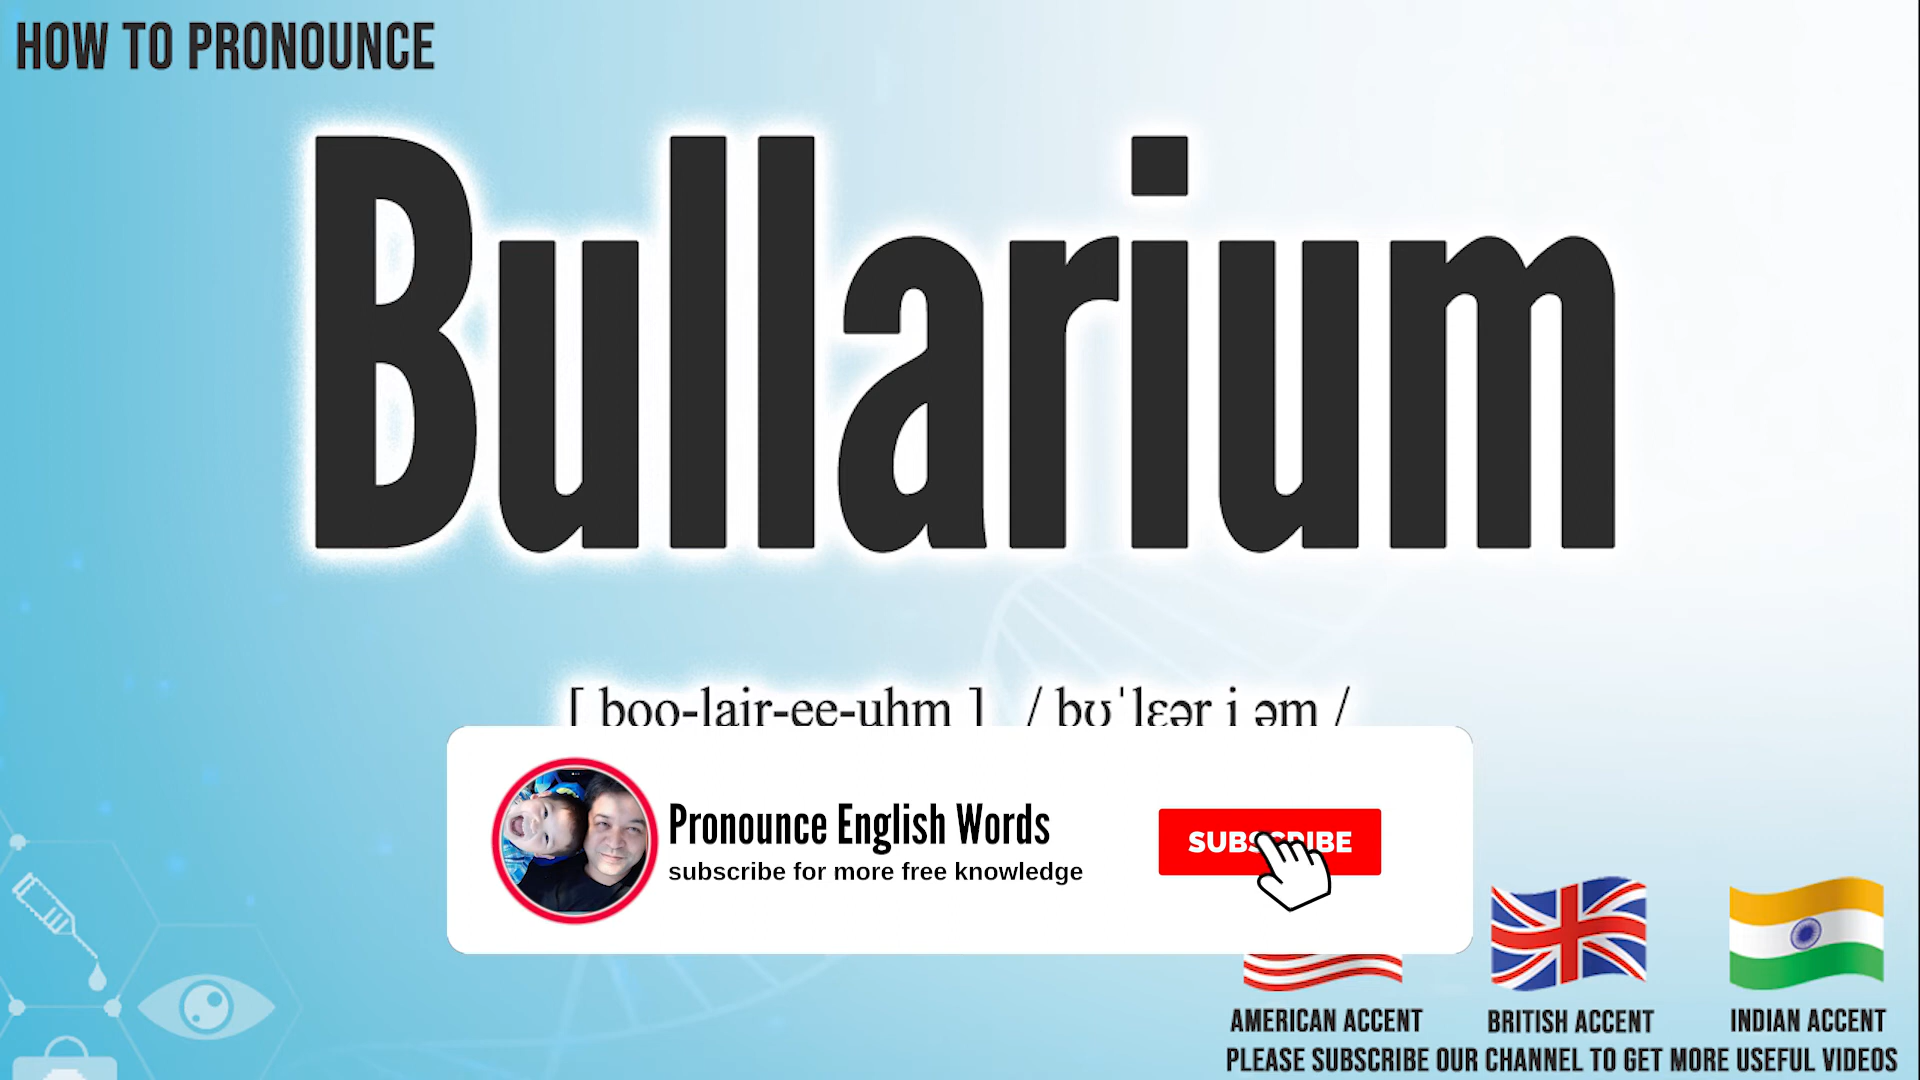 HOW TO PRONOUNCE
Bullarium
[ boo-lair-ee-uhm ] / bʊˈlɛər i əm /
Pronounce English Words
subscribe for more free knowledge
SUBSCRIBE
AMERICAN ACCENT
BRITISH ACCENT
INDIAN ACCENT
PLEASE SUBSCRIBE OUR CHANNEL TO GET MORE USEFUL VIDEOS